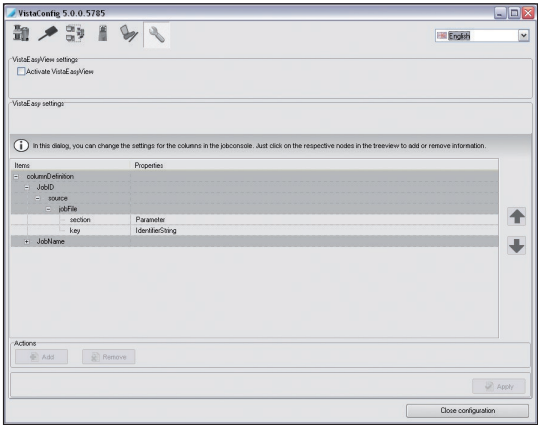 VistaConfig 5.0.0.5785
English
VistaEasyView settings
Activate VistaEasyView
VistaEasy settings
In this dialog, you can change the settings for the columns in the jobconsole. Just click on the respective nodes in the treeview to add or remove information.
Items Properties
columnDefinition
JobID
source
jobFile
section Parameter
key IdentifierString
JobName
Actions
Add Remove
Apply
Close configuration